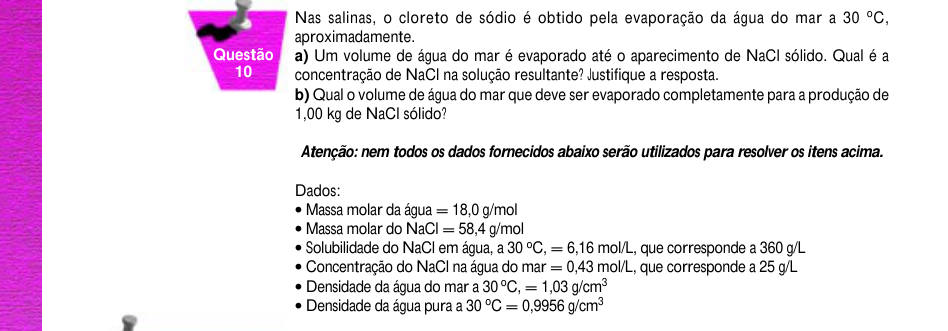 Questão
10
Nas salinas, o cloreto de sódio é obtido pela evaporação da água do mar a 30 ºC,
aproximadamente.
a) Um volume de água do mar é evaporado até o aparecimento de NaCl sólido. Qual é a
concentração de NaCl na solução resultante? Justifique a resposta.
b) Qual o volume de água do mar que deve ser evaporado completamente para a produção de
1,00 kg de NaCl sólido?
Atenção: nem todos os dados fornecidos abaixo serão utilizados para resolver os itens acima.
Dados:
• Massa molar da água = 18,0 g/mol
• Massa molar do NaCl = 58,4 g/mol
• Solubilidade do NaCl em água, a 30 ºC, = 6,16 mol/L, que corresponde a 360 g/L
• Concentração do NaCl na água do mar = 0,43 mol/L, que corresponde a 25 g/L
• Densidade da água do mar a 30 ºC, = 1,03 g/cm³
• Densidade da água pura a 30 ºC = 0,9956 g/cm³